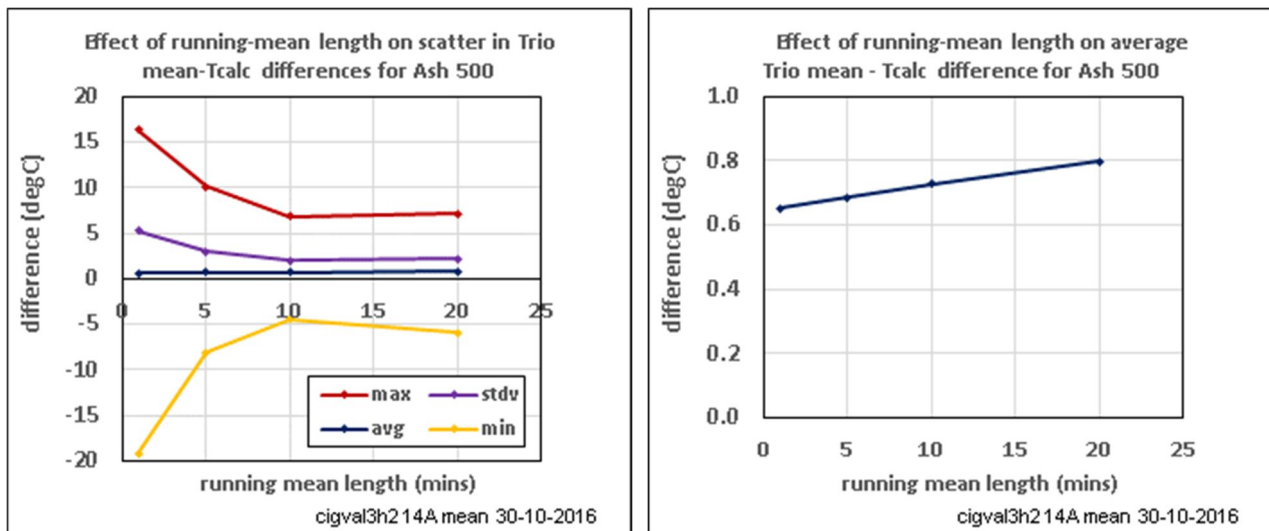 Effect of running-mean length on scatter in Trio
mean-Tcalc differences for Ash 500
20
15
10
5
0
-5
-10
-15
-20
difference (degC)
0 5 10 15 20 25
max stdv
avg min
running mean length (mins)
cigval3h214A mean 30-10-2016
Effect of running-mean length on average
Trio mean - Tcalc difference for Ash 500
1.0
0.8
0.6
0.4
0.2
0.0
difference (degC)
0 5 10 15 20 25
running mean length (mins)
cigval3h214A mean 30-10-2016